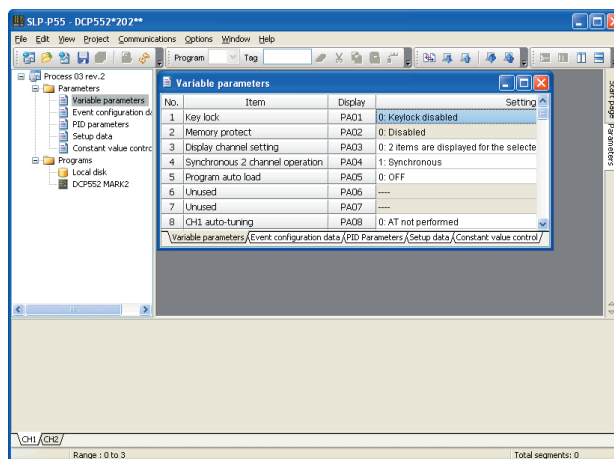 SLP-P55 - DCP552*202**
File Edit View Project Communications Options Window Help
Program Tag
Process 03 rev.2
Parameters
Variable parameters
Event configuration da
PID parameters
Setup data
Constant value contro
Programs
Local disk
DCP552 MARK2
Variable parameters
No. Item Display Setting
1 Key lock PA01 0: Keylock disabled
2 Memory protect PA02 0: Disabled
3 Display channel setting PA03 0: 2 items are displayed for the selecte
4 Synchronous 2 channel operation PA04 1: Synchronous
5 Program auto load PA05 0: OFF
6 Unused PA06 ----
7 Unused PA07 ----
8 CH1 auto-tuning PA08 0: AT not performed
Variable parameters Event configuration data PID Parameters Setup data Constant value control
Start page
Parameters
CH1 CH2
Range : 0 to 3 Total segments: 0